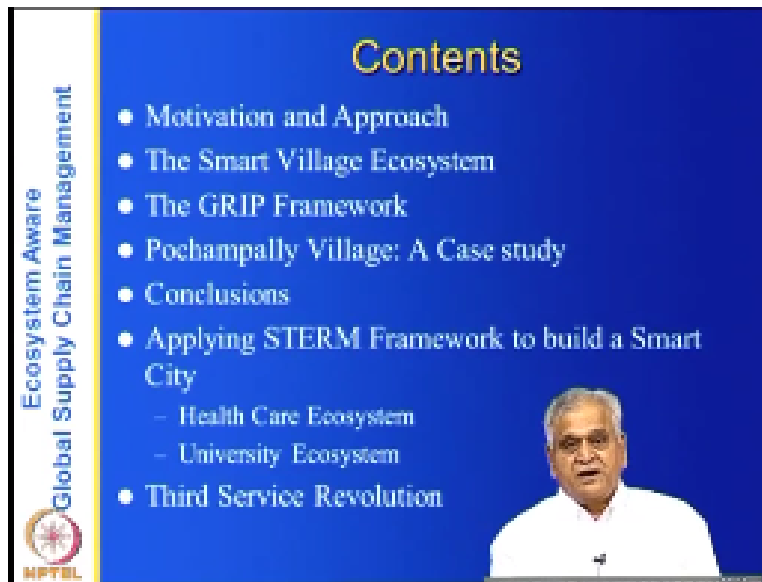 Contents
Motivation and Approach
The Smart Village Ecosystem
The GRIP Framework
Pochampally Village: A Case study
Conclusions
Applying STERM Framework to build a Smart
City
– Health Care Ecosystem
– University Ecosystem
Third Service Revolution
Ecosystem Aware
Global Supply Chain Management
NPTEL